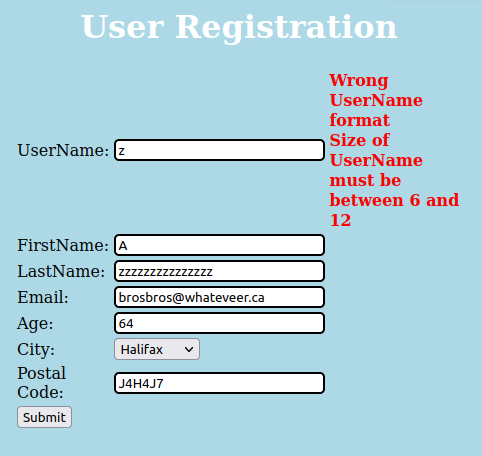 User Registration
Wrong
UserName
format
UserName: z Size of
UserName
must be
between 6 and
12
FirstName: A
LastName: zzzzzzzzzzzzzzz
Email: brosbros@whateveer.ca
Age: 64
City: Halifax
Postal
Code: J4H4J7
Submit